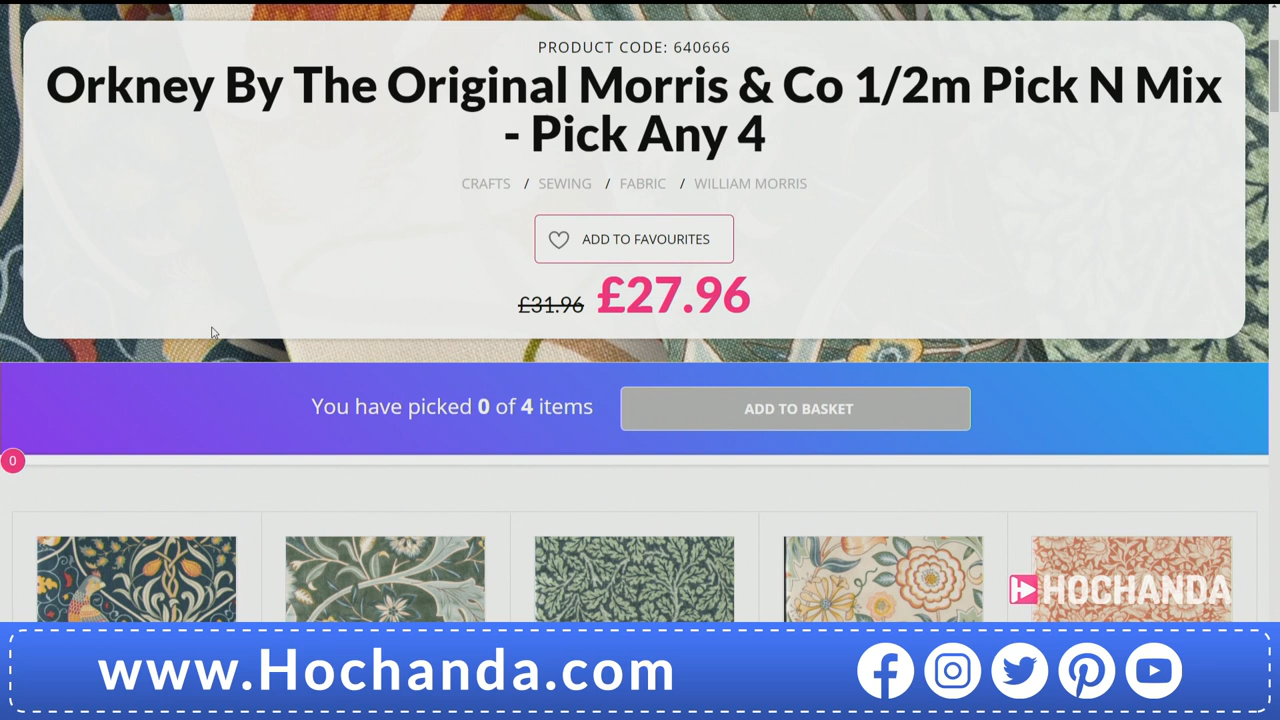 PRODUCT CODE: 640666
Orkney By The Original Morris & Co 1/2m Pick N Mix
- Pick Any 4
CRAFTS / SEWING / FABRIC / WILLIAM MORRIS
ADD TO FAVOURITES
£31.96 £27.96
You have picked 0 of 4 items
ADD TO BASKET
0
HOCHANDA
www.Hochanda.com